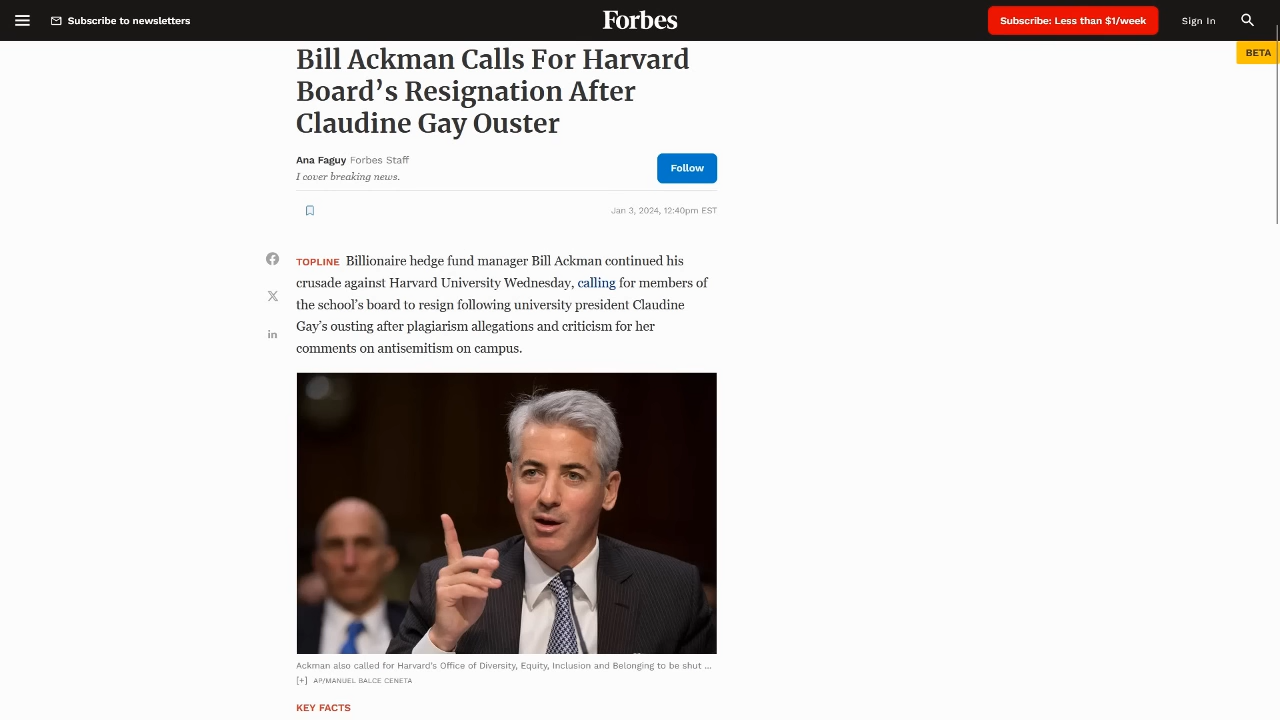 Subscribe to newsletters
Forbes
Subscribe: Less than $1/week
Sign In
BETA
Bill Ackman Calls For Harvard
Board’s Resignation After
Claudine Gay Ouster
Ana Faguy Forbes Staff
I cover breaking news.
Follow
Jan 3, 2024, 12:40pm EST
TOPLINE Billionaire hedge fund manager Bill Ackman continued his
crusade against Harvard University Wednesday, calling for members of
the school’s board to resign following university president Claudine
Gay’s ousting after plagiarism allegations and criticism for her
comments on antisemitism on campus.
Ackman also called for Harvard's Office of Diversity, Equity, Inclusion and Belonging to be shut ...
[+] AP/MANUEL BALCE CENETA
KEY FACTS